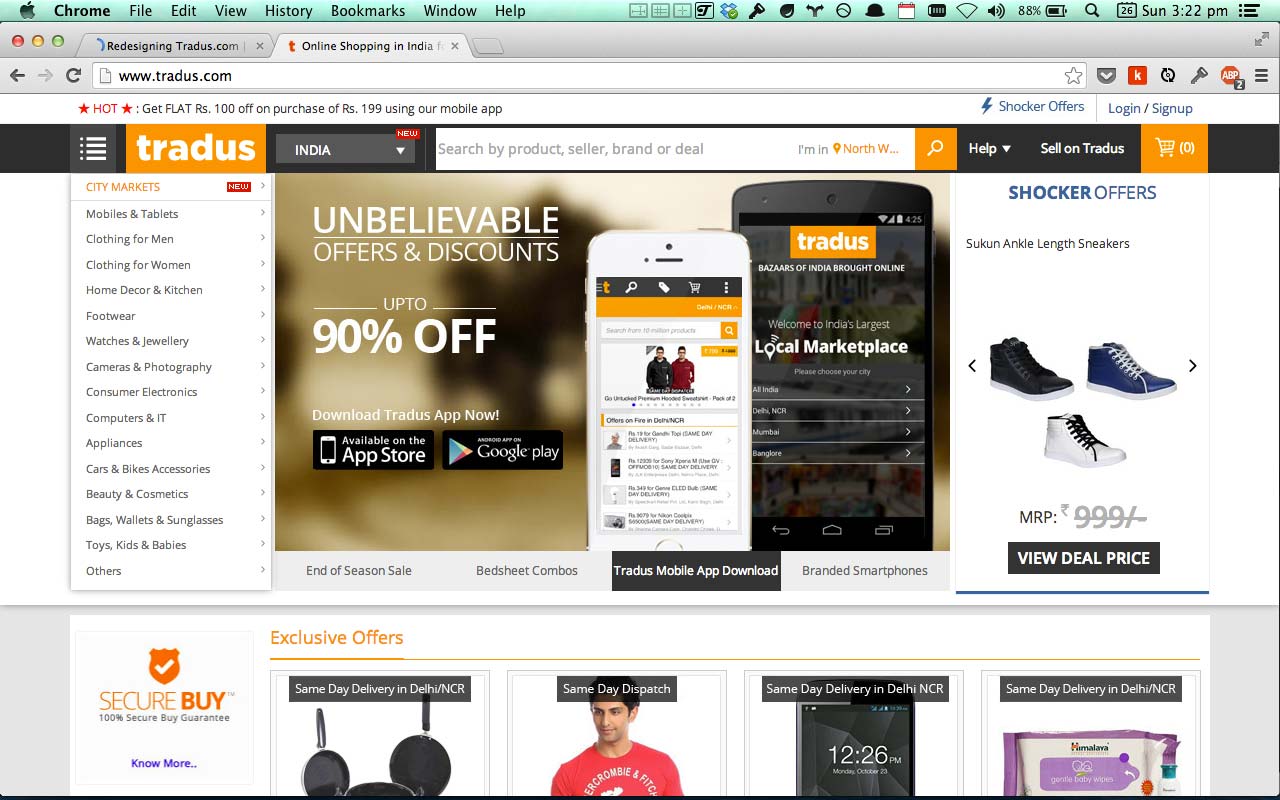 Chrome File Edit View History Bookmarks Window Help 88% 26 Sun 3:22 pm
Redesigning Tradus.com Online Shopping in India f
www.tradus.com
★ HOT ★ : Get FLAT Rs. 100 off on purchase of Rs. 199 using our mobile app
Shocker Offers Login / Signup
tradus INDIA NEW Search by product, seller, brand or deal I'm in North W... Help Sell on Tradus (0)
CITY MARKETS NEW
Mobiles & Tablets
Clothing for Men
Clothing for Women
Home Decor & Kitchen
Footwear
Watches & Jewellery
Cameras & Photography
Consumer Electronics
Computers & IT
Appliances
Cars & Bikes Accessories
Beauty & Cosmetics
Bags, Wallets & Sunglasses
Toys, Kids & Babies
Others
UNBELIEVABLE
OFFERS & DISCOUNTS
UPTO
90% OFF
Download Tradus App Now!
Available on the
App Store
ANDROID APP ON
Google play
Delhi / NCR
Search from 10 million products
SAME DAY DISPATCH
Go Untucked Premium Hooded Sweatshirt - Pack of 2
Offers on Fire in Delhi/NCR
Rs.19 for Gandhi Topi (SAME DAY
DELIVERY)
Rs.12939 for Sony Xperia M (Use GV :
OFFMOB10) SAME DAY DELIVERY)
Rs.349 for Genre ELED Bulb (SAME
DAY DELIVERY)
Rs.8079 for Nikon Coolpix
S6500(SAME DAY DELIVERY)
4:25
tradus
BAZAARS OF INDIA BROUGHT ONLINE
Welcome to India's Largest
Local Marketplace
Please choose your city
All India
Delhi, NCR
Mumbai
Banglore
End of Season Sale Bedsheet Combos Tradus Mobile App Download Branded Smartphones
SHOCKER OFFERS
Sukun Ankle Length Sneakers
MRP: ₹ 999/-
VIEW DEAL PRICE
SECURE BUY™
100% Secure Buy Guarantee
Know More..
Exclusive Offers
Same Day Delivery in Delhi/NCR
Same Day Dispatch
ABERCROMBIE & FITCH
Same Day Delivery in Delhi NCR
12:26 PM
Monday, October 23
Same Day Delivery in Delhi/NCR
Himalaya
gentle baby wipes